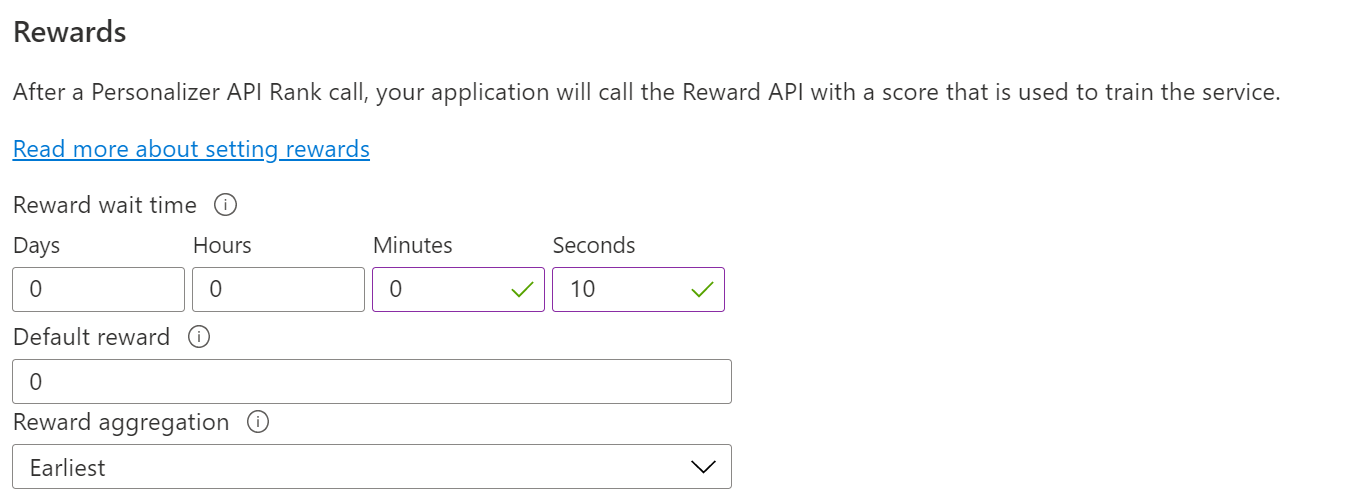 Rewards
After a Personalizer API Rank call, your application will call the Reward API with a score that is used to train the service.
Read more about setting rewards
Reward wait time
Days Hours Minutes Seconds
0 0 0 10
Default reward
0
Reward aggregation
Earliest